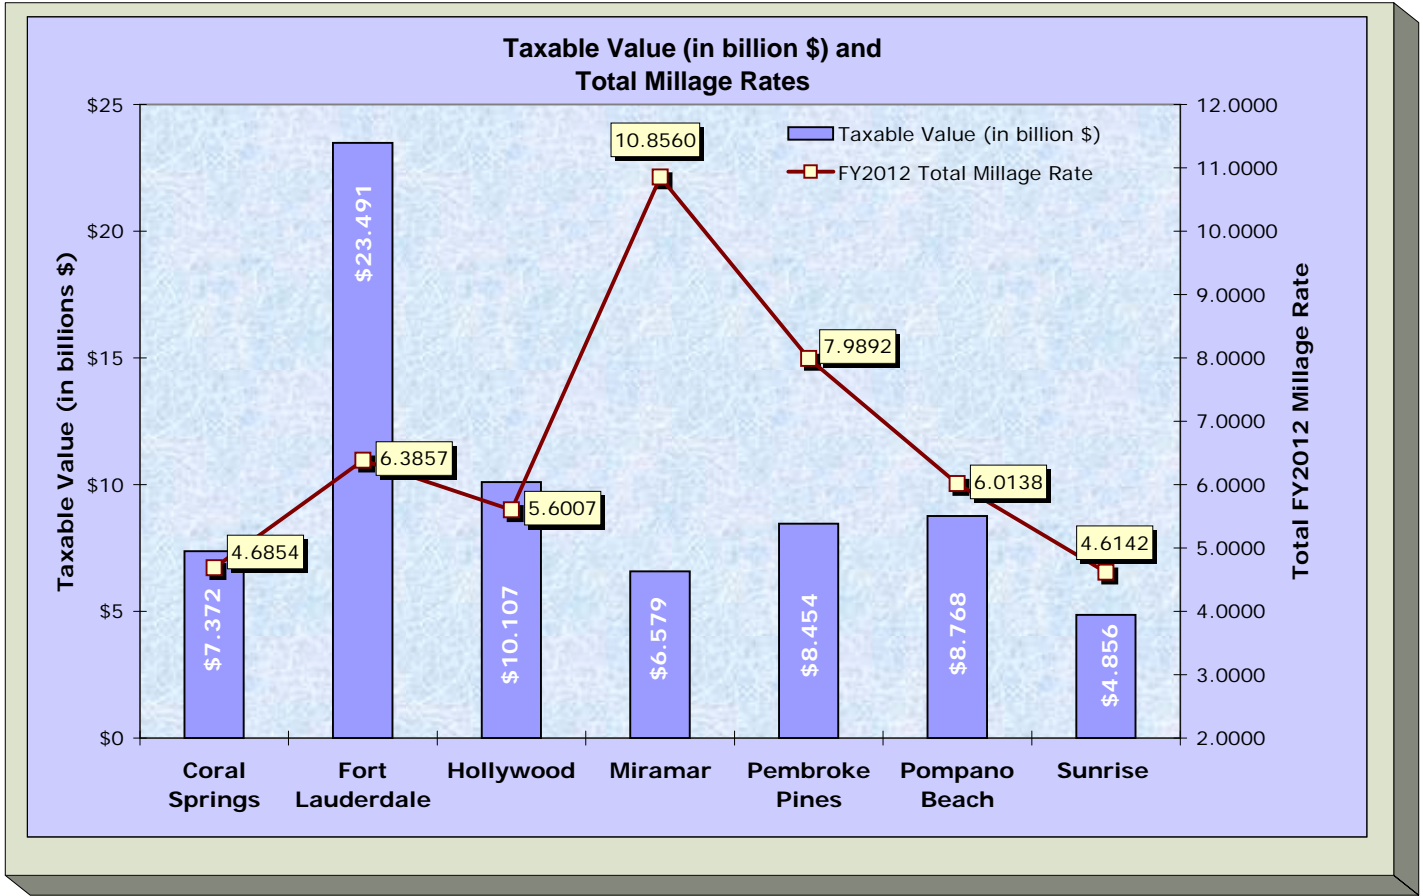 Taxable Value (in billion $) and
Total Millage Rates
Taxable Value (in billion $)
FY2012 Total Millage Rate
Taxable Value (in billions $)
$25
$20
$15
$10
$5
$0
12.0000
11.0000
10.0000
9.0000
8.0000
7.0000
6.0000
5.0000
4.0000
3.0000
2.0000
Total FY2012 Millage Rate
$7.372
$23.491
$10.107
$6.579
$8.454
$8.768
$4.856
4.6854
6.3857
5.6007
10.8560
7.9892
6.0138
4.6142
Coral
Springs
Fort
Lauderdale
Hollywood
Miramar
Pembroke
Pines
Pompano
Beach
Sunrise